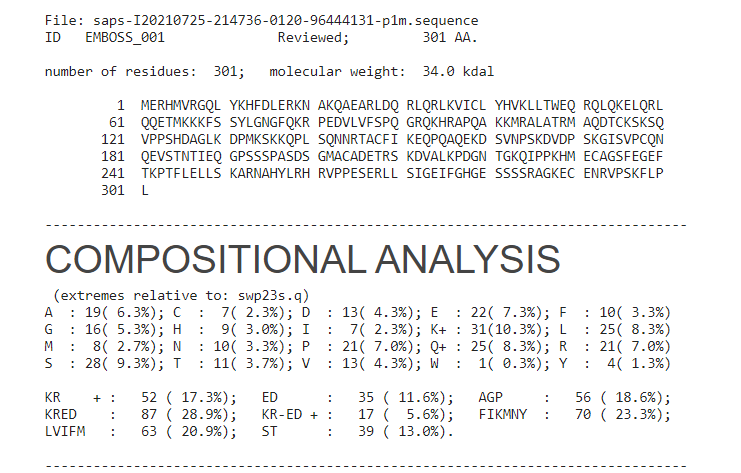 File: saps-I20210725-214736-0120-96444131-p1m.sequence
ID   EMBOSS_001              Reviewed;         301 AA.
number of residues:  301;   molecular weight:  34.0 kdal
1  MERHMVRGQL YKHFDLERKN AKQAEARLDQ RLQRLKVICL YHVKLLTWEQ RQLQKELQRL
61  QQETMKKKFS SYLGNGFQKR PEDVLVFSPQ GRQKHRAPQA KKMRALATRM AQDTCKSKSQ
121  VPPSHDAGLK DPMKSKKQPL SQNNRTACFI KEQPQAQEKD SVNPSKDVDP SKGISVPCQN
181  QEVSTNTIEQ GPSSSPASDS GMACADETRS KDVALKPDGN TGKQIPPKHM ECAGSFEGEF
241  TKPTFLELLS KARNAHYLRH RVPPESERLL SIGEIFGHGE SSSSRAGKEC ENRVPSKFLP
301  L
--------------------------------------------------------------------------------
COMPOSITIONAL ANALYSIS
(extremes relative to: swp23s.q)
A  : 19( 6.3%); C  :  7( 2.3%); D  : 13( 4.3%); E  : 22( 7.3%); F  : 10( 3.3%)
G  : 16( 5.3%); H  :  9( 3.0%); I  :  7( 2.3%); K+ : 31(10.3%); L  : 25( 8.3%)
M  :  8( 2.7%); N  : 10( 3.3%); P  : 21( 7.0%); Q+ : 25( 8.3%); R  : 21( 7.0%)
S  : 28( 9.3%); T  : 11( 3.7%); V  : 13( 4.3%); W  :  1( 0.3%); Y  :  4( 1.3%)
KR    + :   52 ( 17.3%);   ED      :   35 ( 11.6%);   AGP     :   56 ( 18.6%);
KRED    :   87 ( 28.9%);   KR-ED + :   17 (  5.6%);   FIKMNY  :   70 ( 23.3%);
LVIFM   :   63 ( 20.9%);   ST      :   39 ( 13.0%).
--------------------------------------------------------------------------------